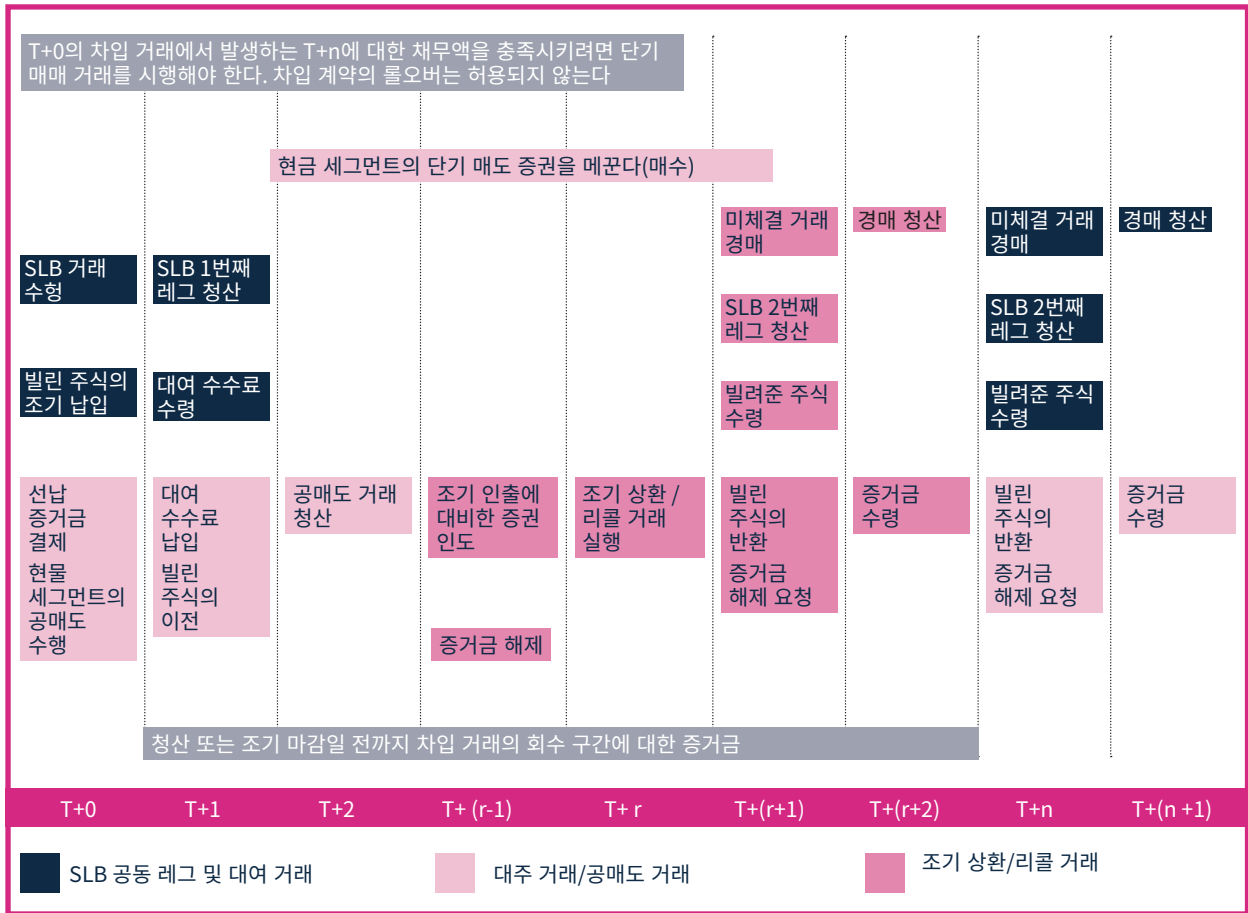 T+0의 차입 거래에서 발생하는 T+n에 대한 채무액을 충족시키려면 단기
매매 거래를 시행해야 한다. 차입 계약의 롤오버는 허용되지 않는다
현금 세그먼트의 단기 매도 증권을 메꾼다(매수)
미체결 거래
경매
경매 청산
미체결 거래
경매
경매 청산
SLB 거래
수형
SLB 1번째
레그 청산
SLB 2번째
레그 청산
SLB 2번째
레그 청산
빌린 주식의
조기 납입
대여 수수료
수령
빌려준 주식
수령
빌려준 주식
수령
선납
증거금
결제
현물
세그먼트의
공매도
수행
대여
수수료
납입
빌린
주식의
이전
공매도 거래
청산
조기 인출에
대비한 증권
인도
증거금 해제
조기 상환 /
리콜 거래
실행
빌린
주식의
반환
증거금
해제 요청
증거금
수령
빌린
주식의
반환
증거금
해제 요청
증거금
수령
청산 또는 조기 마감일 전까지 차입 거래의 회수 구간에 대한 증거금
T+0
T+1
T+2
T+ (r-1)
T+ r
T+(r+1)
T+(r+2)
T+n
T+(n +1)
SLB 공동 레그 및 대여 거래
대주 거래/공매도 거래
조기 상환/리콜 거래